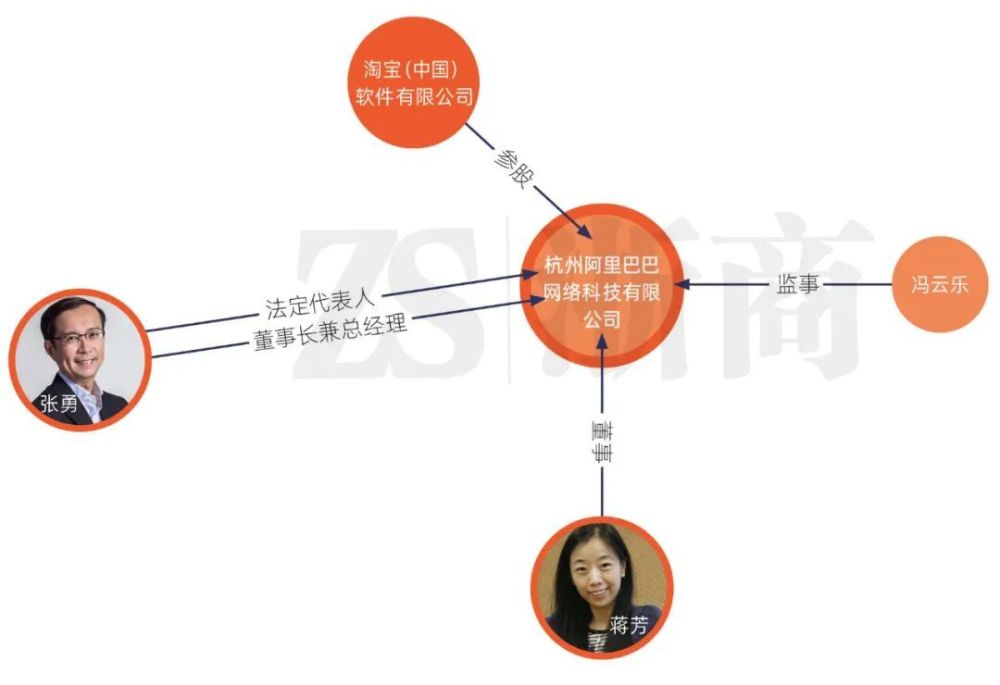 淘宝（中国）
软件有限公司
参股
杭州阿里巴巴
网络科技有限
公司
监事
冯云乐
法定代表人
董事长兼总经理
张勇
董事
蒋芳
ZS 浙商